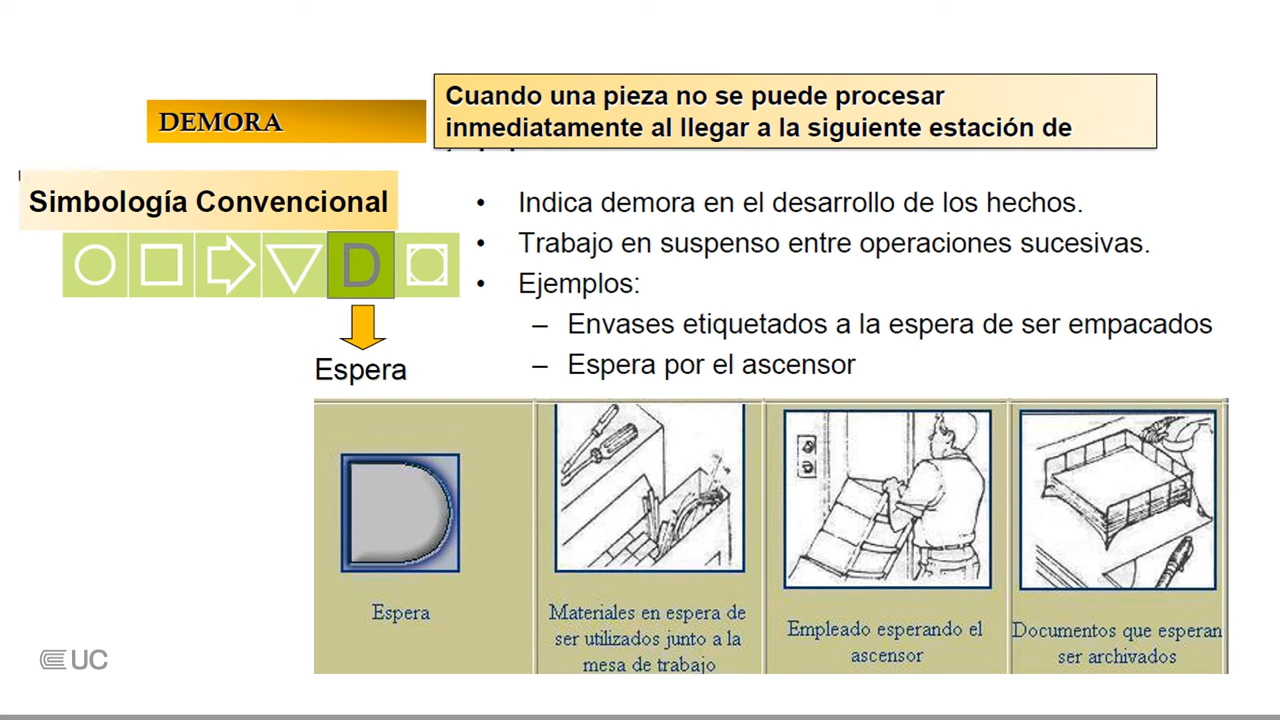 DEMORA
Cuando una pieza no se puede procesar
inmediatamente al llegar a la siguiente estación de
Simbología Convencional
D
Espera
• Indica demora en el desarrollo de los hechos.
• Trabajo en suspenso entre operaciones sucesivas.
• Ejemplos:
– Envases etiquetados a la espera de ser empacados
– Espera por el ascensor
Espera
Materiales en espera de
ser utilizados junto a la
mesa de trabajo
Empleado esperando el
ascensor
Documentos que esperan
ser archivados
UC